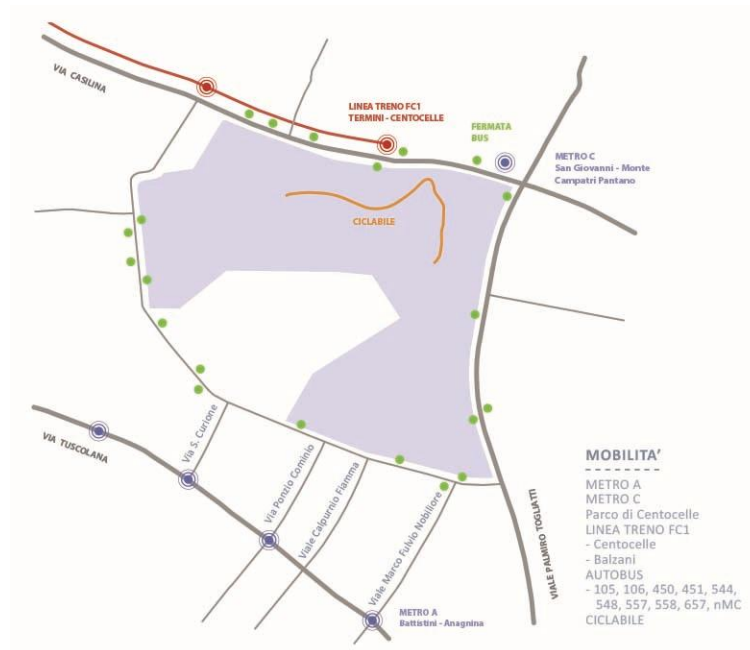 VIA CASILINA
LINEA TRENO FC1
TERMINI - CENTOCELLE
FERMATA
BUS
METRO C
San Giovanni - Monte
Campatri Pantano
CICLABILE
VIA TUSCOLANA
Via S. Curione
Via Ponzio Cominio
Viale Calpurnio Fiamma
Viale Marco Fulvio Nobiliore
VIALE PALMIRO TOGLIATTI
METRO A
Battistini - Anagnina
MOBILITA’
METRO A
METRO C
Parco di Centocelle
LINEA TRENO FC1
- Centocelle
- Balzani
AUTOBUS
- 105, 106, 450, 451, 544,
548, 557, 558, 657, nMC
CICLABILE